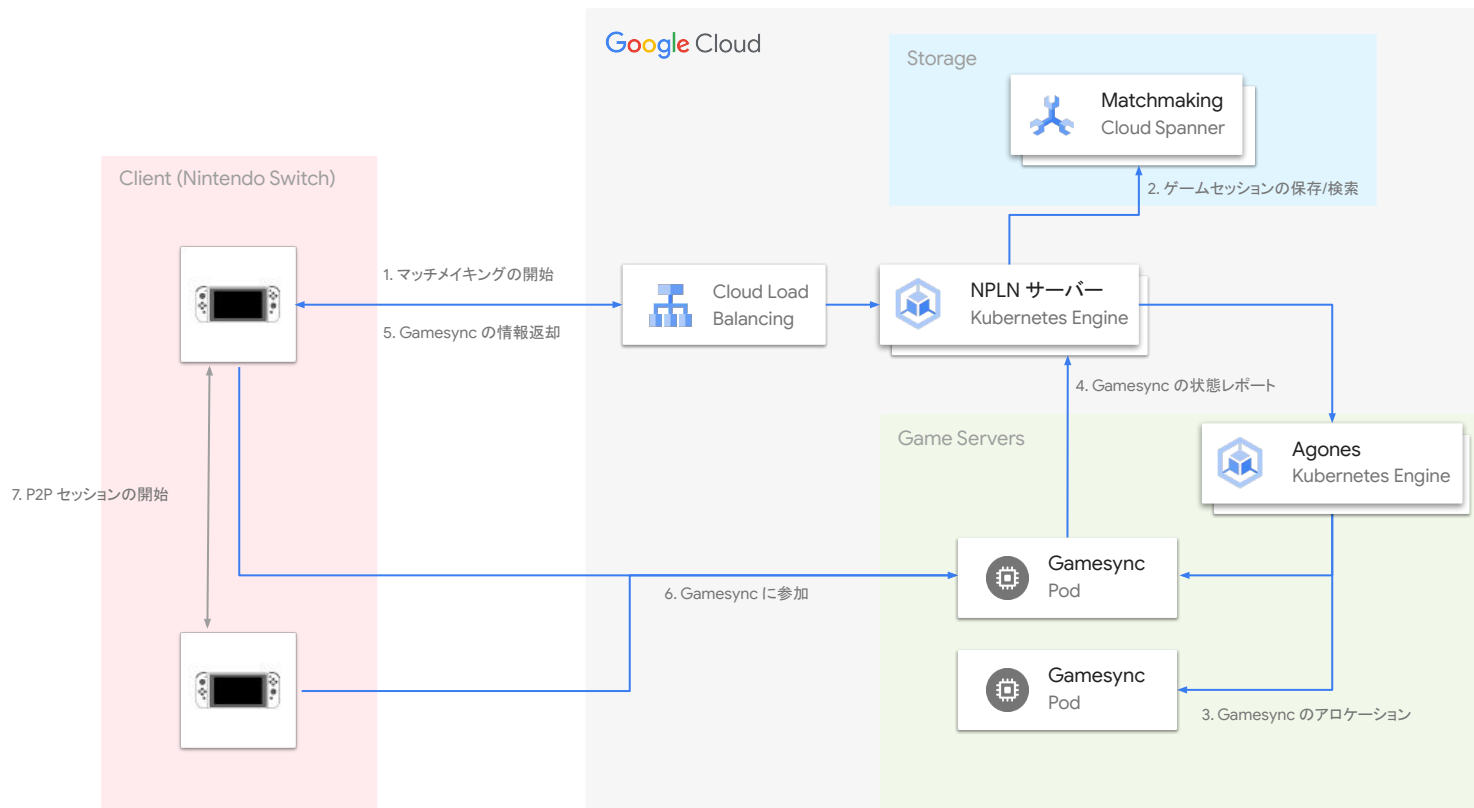 Google Cloud
Storage
Matchmaking
Cloud Spanner
2. ゲームセッションの保存/検索
Client (Nintendo Switch)
1. マッチメイキングの開始
5. Gamesync の情報返却
Cloud Load
Balancing
NPLN サーバー
Kubernetes Engine
4. Gamesync の状態レポート
Game Servers
Agones
Kubernetes Engine
7. P2P セッションの開始
Gamesync
Pod
6. Gamesync に参加
Gamesync
Pod
3. Gamesync のアロケーション